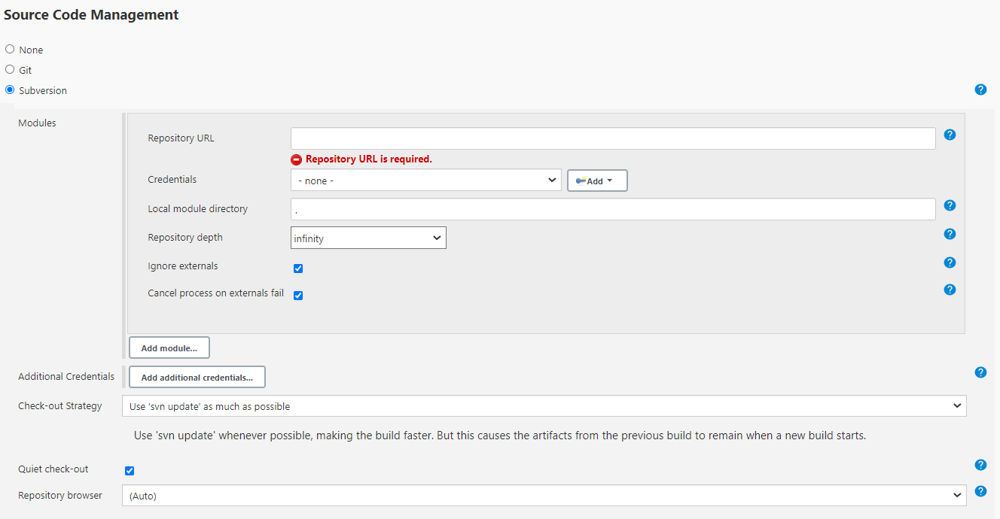 Source Code Management
None
Git
Subversion
?
Modules
Repository URL
?
Repository URL is required.
Credentials
- none -
Add
Local module directory
.
?
Repository depth
infinity
?
Ignore externals
?
Cancel process on externals fail
?
Add module...
Additional Credentials
Add additional credentials...
?
Check-out Strategy
Use 'svn update' as much as possible
Use 'svn update' whenever possible, making the build faster. But this causes the artifacts from the previous build to remain when a new build starts.
Quiet check-out
?
Repository browser
(Auto)
?